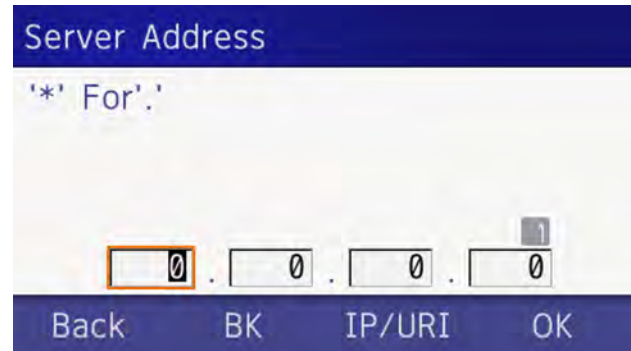 Server Address
'*' For'.'
1
0 . 0 . 0 . 0
Back BK IP/URI OK